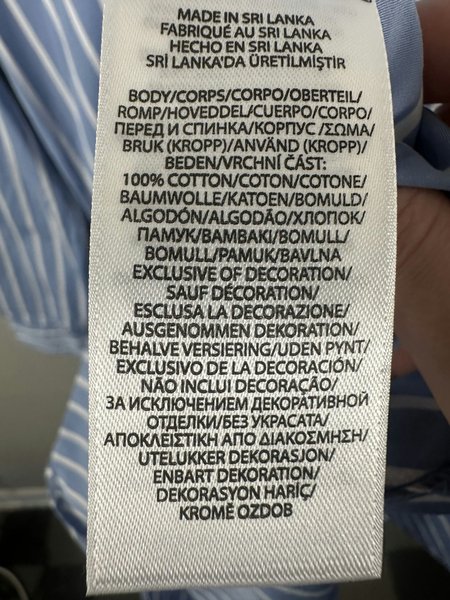 MADE IN SRI LANKA
FABRIQUÉ AU SRI LANKA
HECHO EN SRI LANKA
SRİ LANKA'DA ÜRETİLMİŞTİR
BODY/CORPS/CORPO/OBERTEIL/
ROMP/HOVEDDEL/CUERPO/CORPO/
ПЕРЕД И СПИНКА/КОРПУС /ΣΩΜΑ/
BRUK (KROPP)/ANVÄND (KROPP)/
BEDEN/VRCHNÍ ČÁST:
100% COTTON/COTON/COTONE/
BAUMWOLLE/KATOEN/BOMULD/
ALGODÓN/ALGODÃO/ХЛОПОК/
ПАМУК/ΒΑΜΒΑΚΙ/BOMULL/
BOMULL/PAMUK/BAVLNA
EXCLUSIVE OF DECORATION/
SAUF DÉCORATION/
ESCLUSA LA DECORAZIONE/
AUSGENOMMEN DEKORATION/
BEHALVE VERSIERING/UDEN PYNT/
EXCLUSIVO DE LA DECORACIÓN/
NÃO INCLUI DECORAÇÃO/
ЗА ИСКЛЮЧЕНИЕМ ДЕКОРАТИВНОЙ
ОТДЕЛКИ/БЕЗ УКРАСАТА/
ΑΠΟΚΛΕΙΣΤΙΚΗ ΑΠΟ ΔΙΑΚΟΣΜΗΣΗ/
UTELUKKER DEKORASJON/
ENBART DEKORATION/
DEKORASYON HARİÇ/
KROMĚ OZDOB